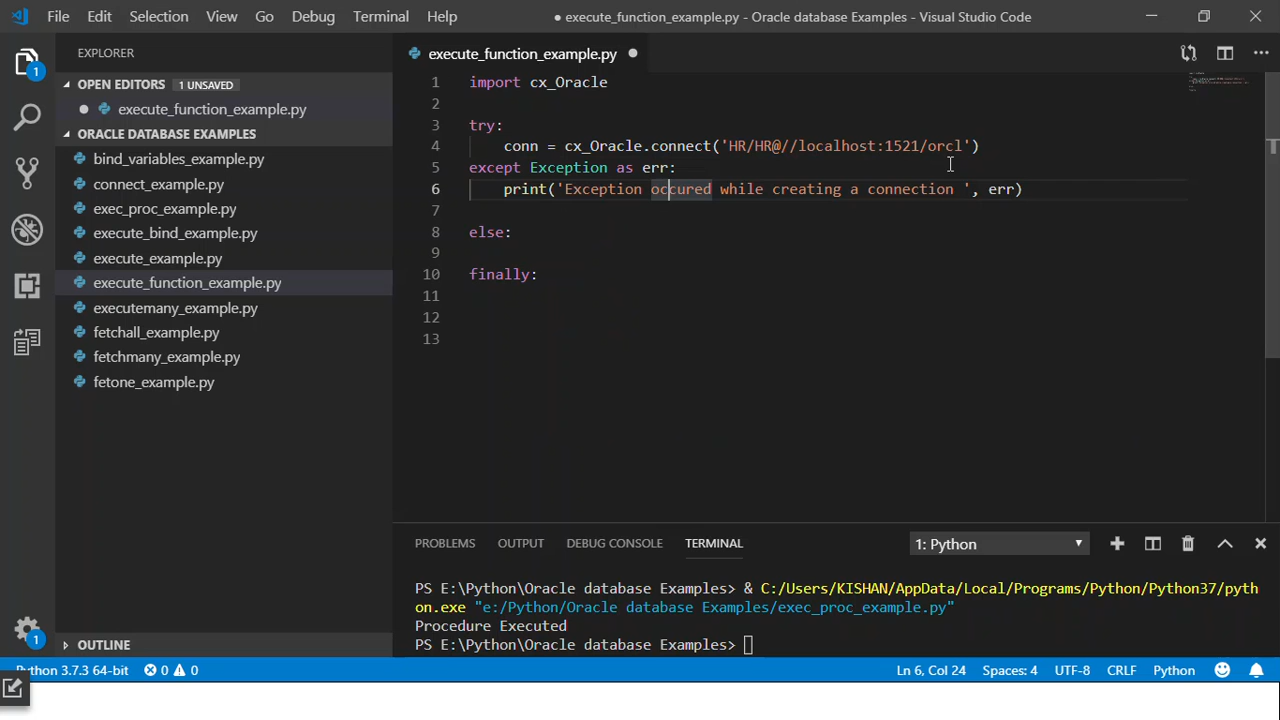 File Edit Selection View Go Debug Terminal Help
● execute_function_example.py - Oracle database Examples - Visual Studio Code
EXPLORER
OPEN EDITORS 1 UNSAVED
execute_function_example.py
ORACLE DATABASE EXAMPLES
bind_variables_example.py
connect_example.py
exec_proc_example.py
execute_bind_example.py
execute_example.py
execute_function_example.py
executemany_example.py
fetchall_example.py
fetchmany_example.py
fetone_example.py
OUTLINE
1
1
execute_function_example.py
1 import cx_Oracle
2
3 try:
4 conn = cx_Oracle.connect('HR/HR@//localhost:1521/orcl')
5 except Exception as err:
6 print('Exception occured while creating a connection ', err)
7
8 else:
9
10 finally:
11
12
13
PROBLEMS OUTPUT DEBUG CONSOLE TERMINAL 1: Python
PS E:\Python\Oracle database Examples> & C:/Users/KISHAN/AppData/Local/Programs/Python/Python37/pyth
on.exe "e:/Python/Oracle database Examples/exec_proc_example.py"
Procedure Executed
PS E:\Python\Oracle database Examples>
Python 3.7.3 64-bit 0 0 Ln 6, Col 24 Spaces: 4 UTF-8 CRLF Python